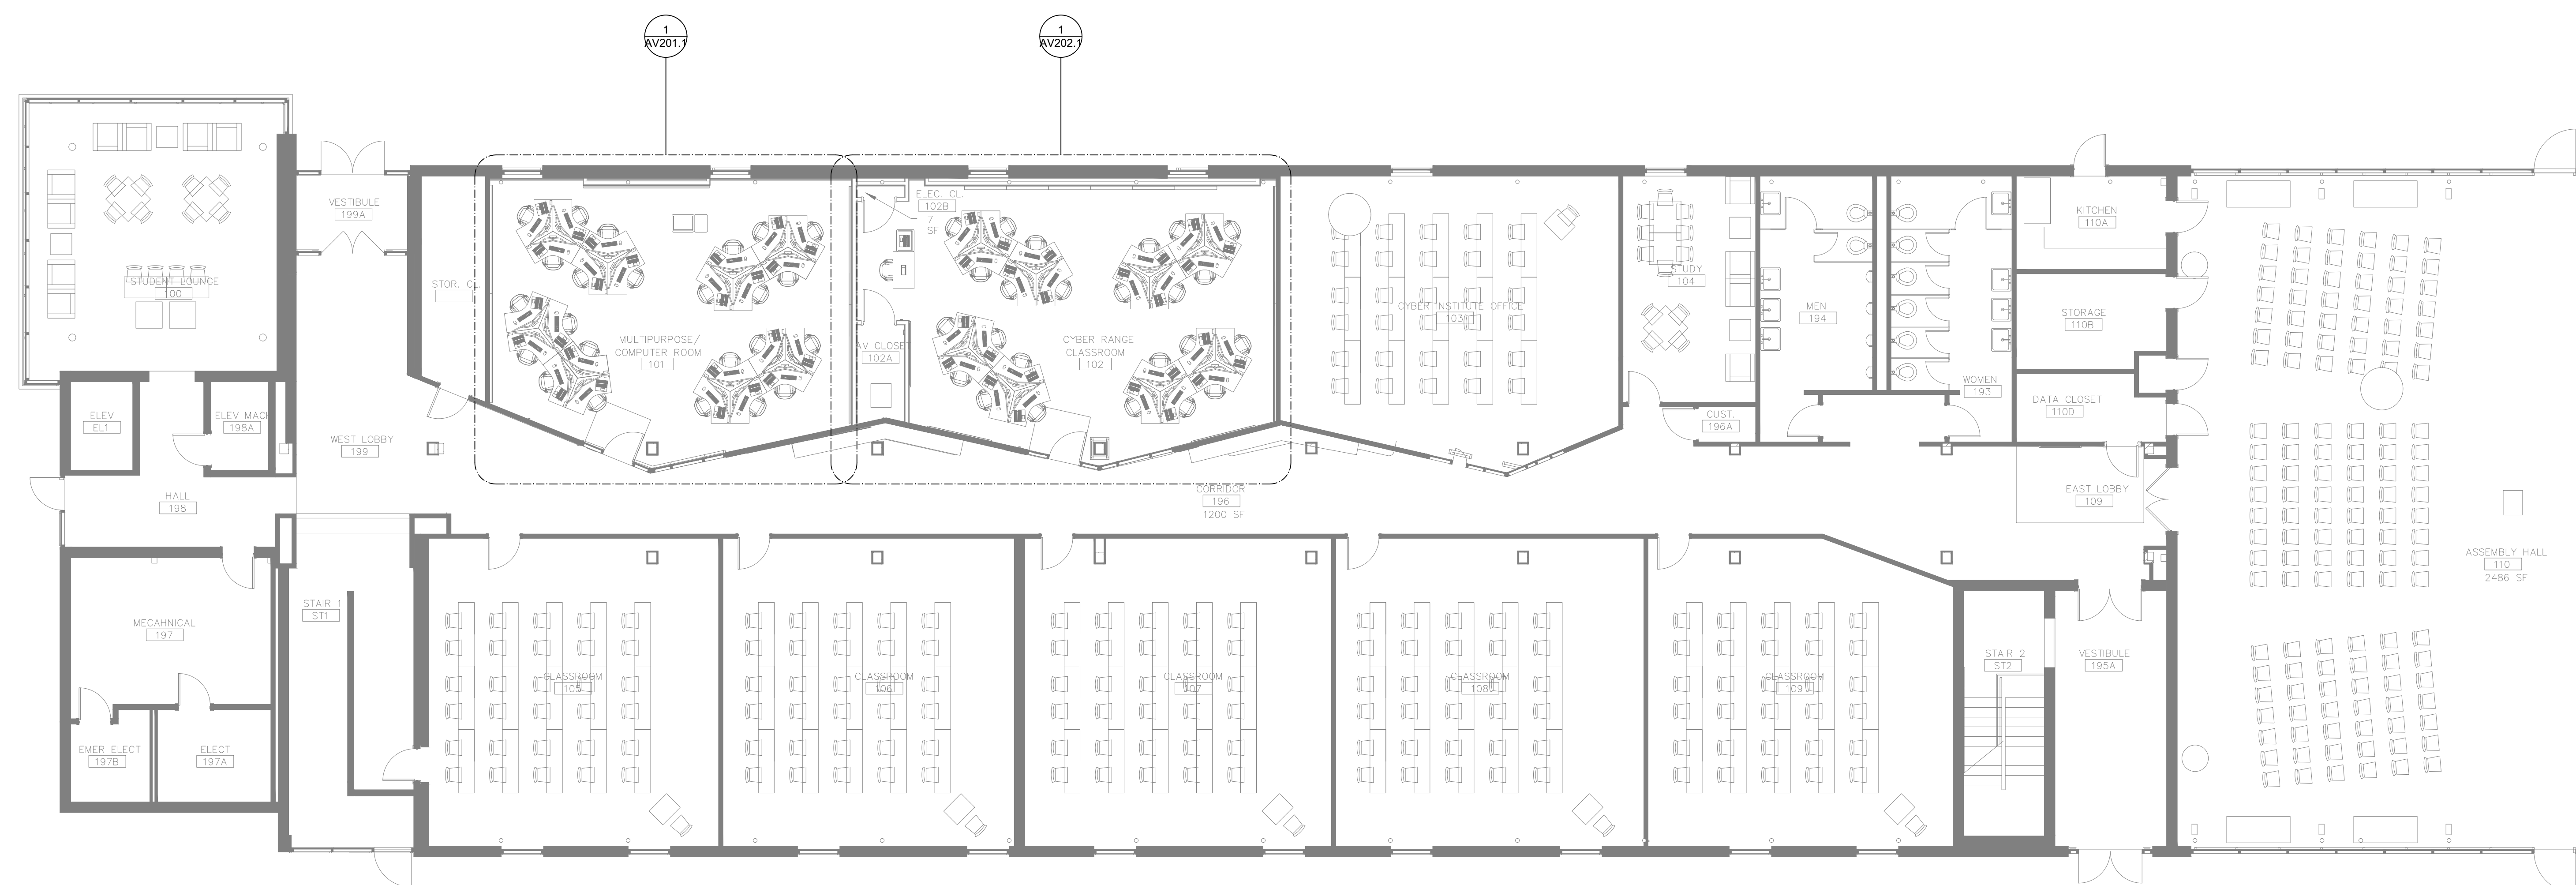 1
AV201.1
1
AV202.1
STUDENT LOUNGE
100
VESTIBULE
199A
STOR. CL.
MULTIPURPOSE/
COMPUTER ROOM
101
ELEC. CL.
102B
7
SF
AV CLOSET
102A
CYBER RANGE
CLASSROOM
102
CYBER INSTITUTE OFFICE
103
STUDY
104
MEN
194
WOMEN
193
KITCHEN
110A
STORAGE
110B
DATA CLOSET
110D
CUST.
196A
ELEV
EL1
ELEV MACH
198A
WEST LOBBY
199
HALL
198
CORRIDOR
196
1200 SF
EAST LOBBY
109
ASSEMBLY HALL
110
2486 SF
MECAHNICAL
197
STAIR 1
ST1
CLASSROOM
105
CLASSROOM
106
CLASSROOM
107
CLASSROOM
108
CLASSROOM
109
STAIR 2
ST2
VESTIBULE
195A
EMER ELECT
197B
ELECT
197A